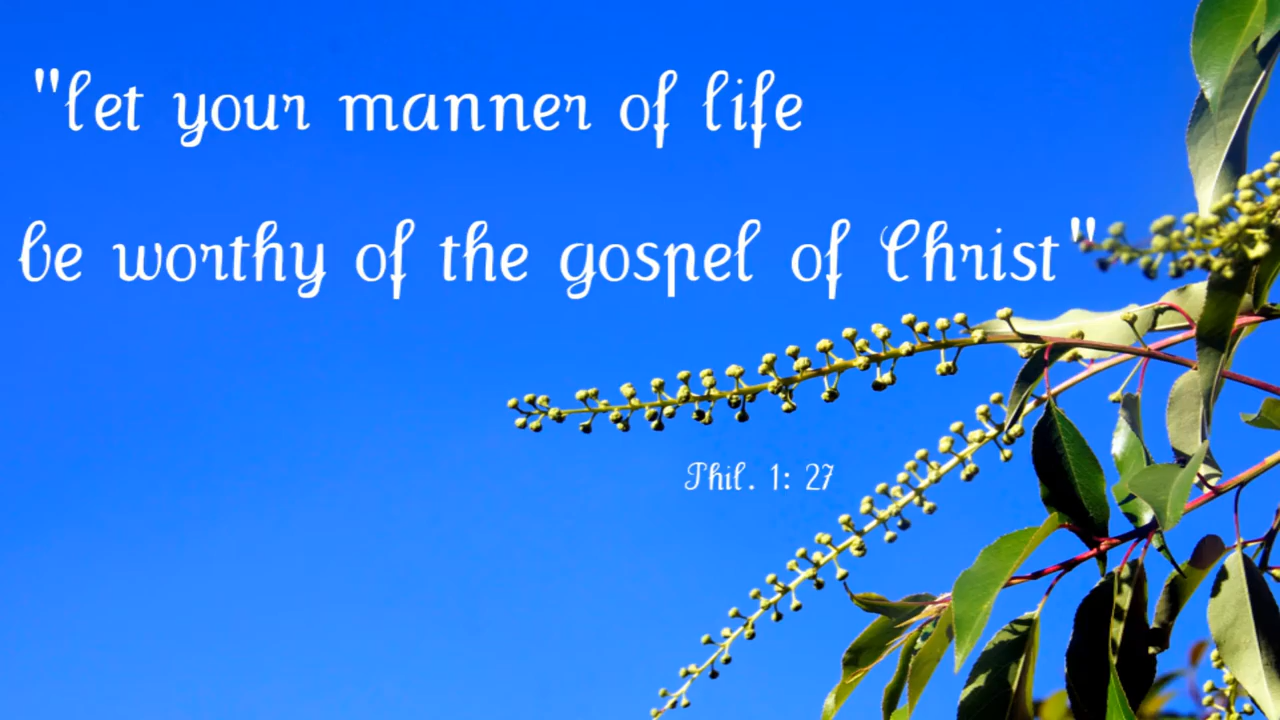 "let your manner of life
be worthy of the gospel of Christ"
Phil. 1: 27